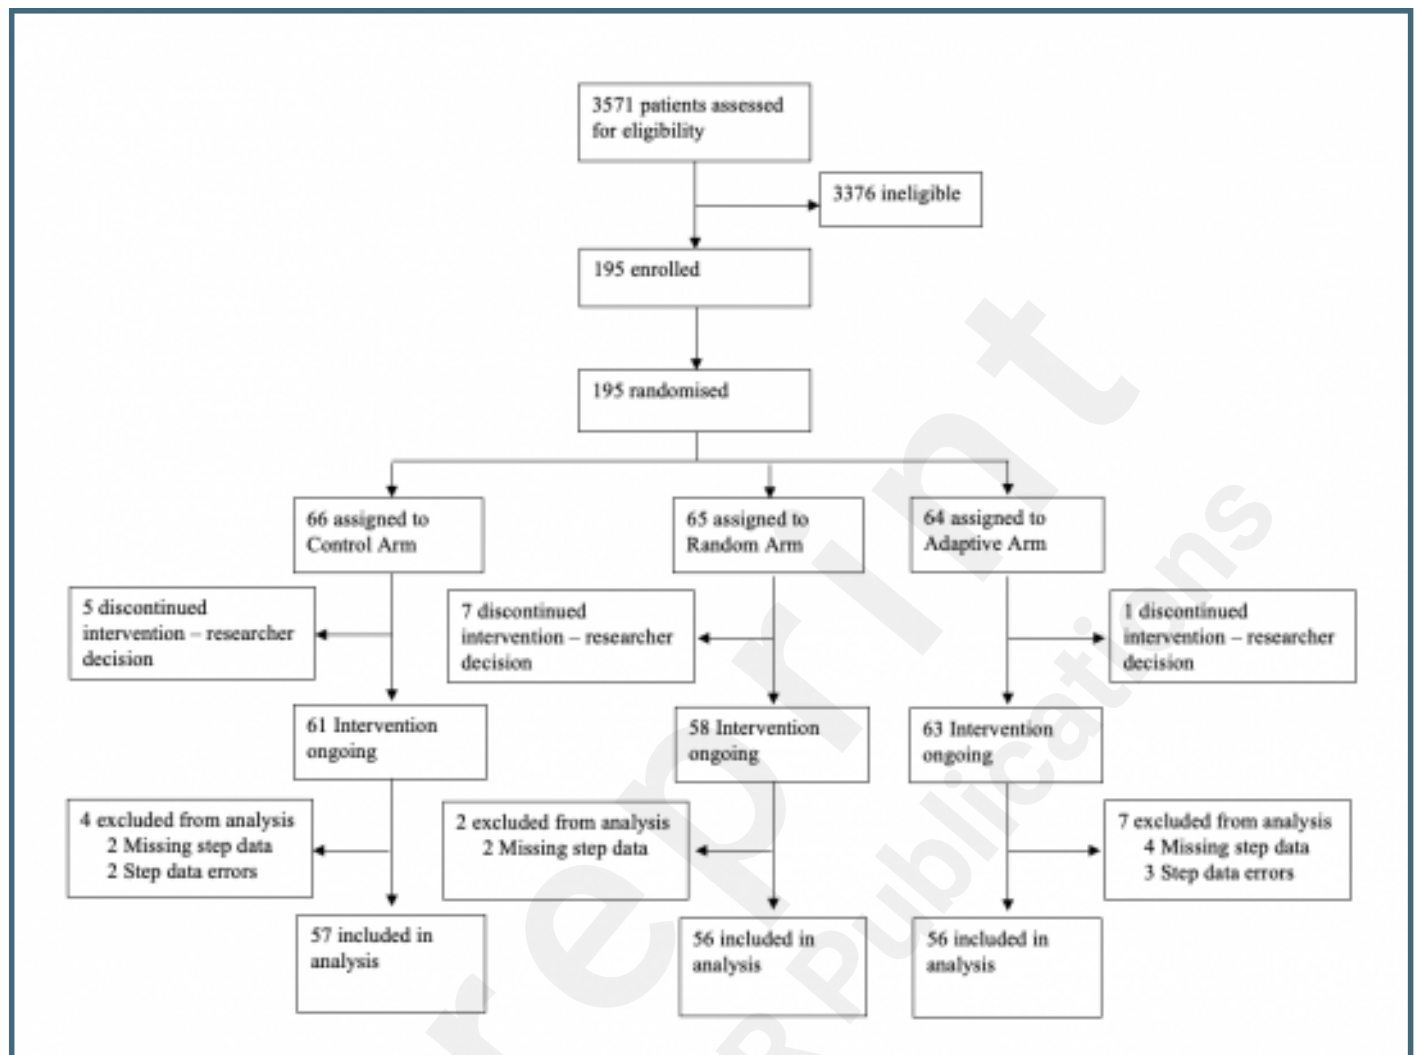 3571 patients assessed
for eligibility
3376 ineligible
195 enrolled
195 randomised
66 assigned to
Control Arm
65 assigned to
Random Arm
64 assigned to
Adaptive Arm
5 discontinued
intervention – researcher
decision
7 discontinued
intervention – researcher
decision
1 discontinued
intervention – researcher
decision
61 Intervention
ongoing
58 Intervention
ongoing
63 Intervention
ongoing
4 excluded from analysis
2 Missing step data
2 Step data errors
2 excluded from analysis
2 Missing step data
7 excluded from analysis
4 Missing step data
3 Step data errors
57 included in
analysis
56 included in
analysis
56 included in
analysis
reprint
R Publications